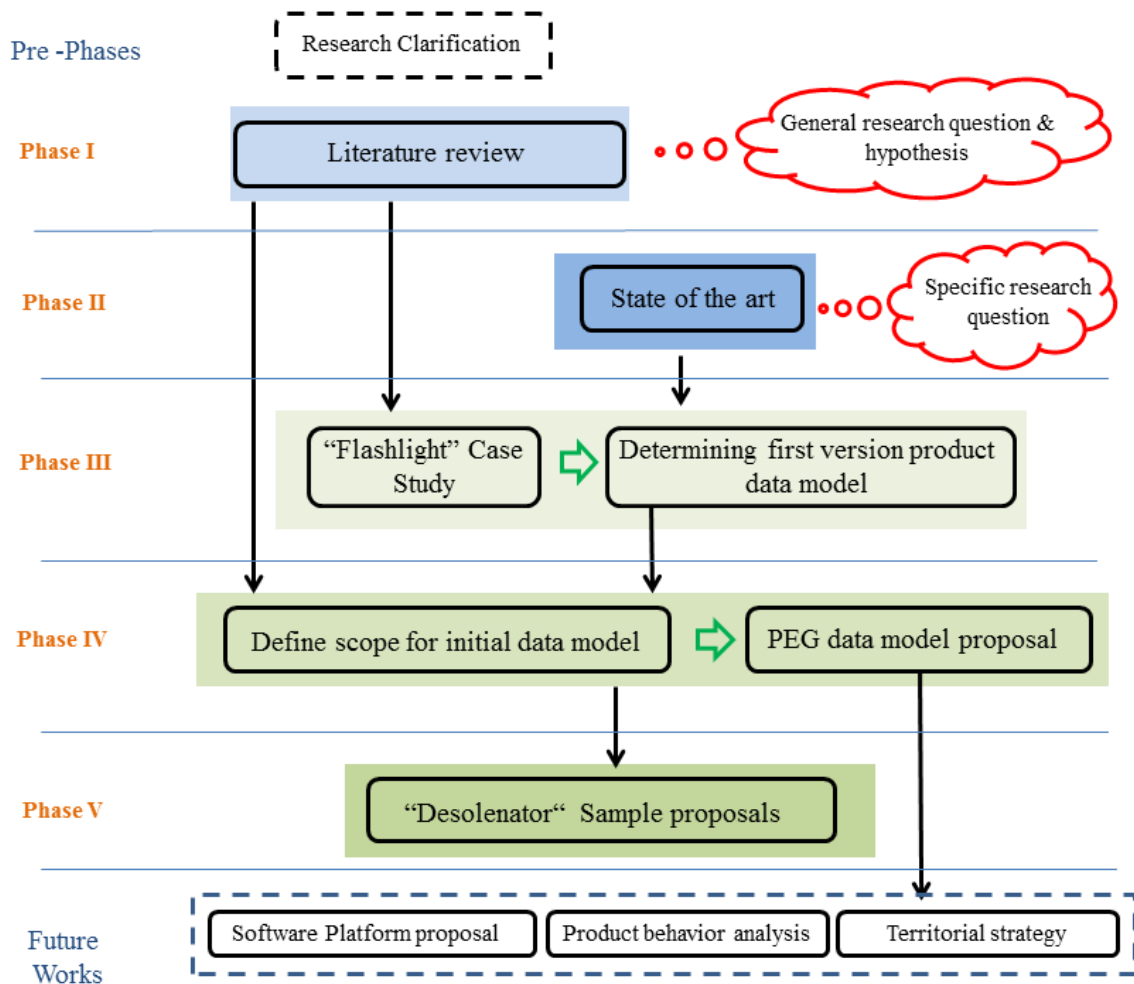 Pre -Phases
Research Clarification
Phase I
Literature review
General research question &
hypothesis
Phase II
State of the art
Specific research
question
Phase III
“Flashlight” Case
Study
Determining first version product
data model
Phase IV
Define scope for initial data model
PEG data model proposal
Phase V
“Desolenator“ Sample proposals
Future
Works
Software Platform proposal
Product behavior analysis
Territorial strategy